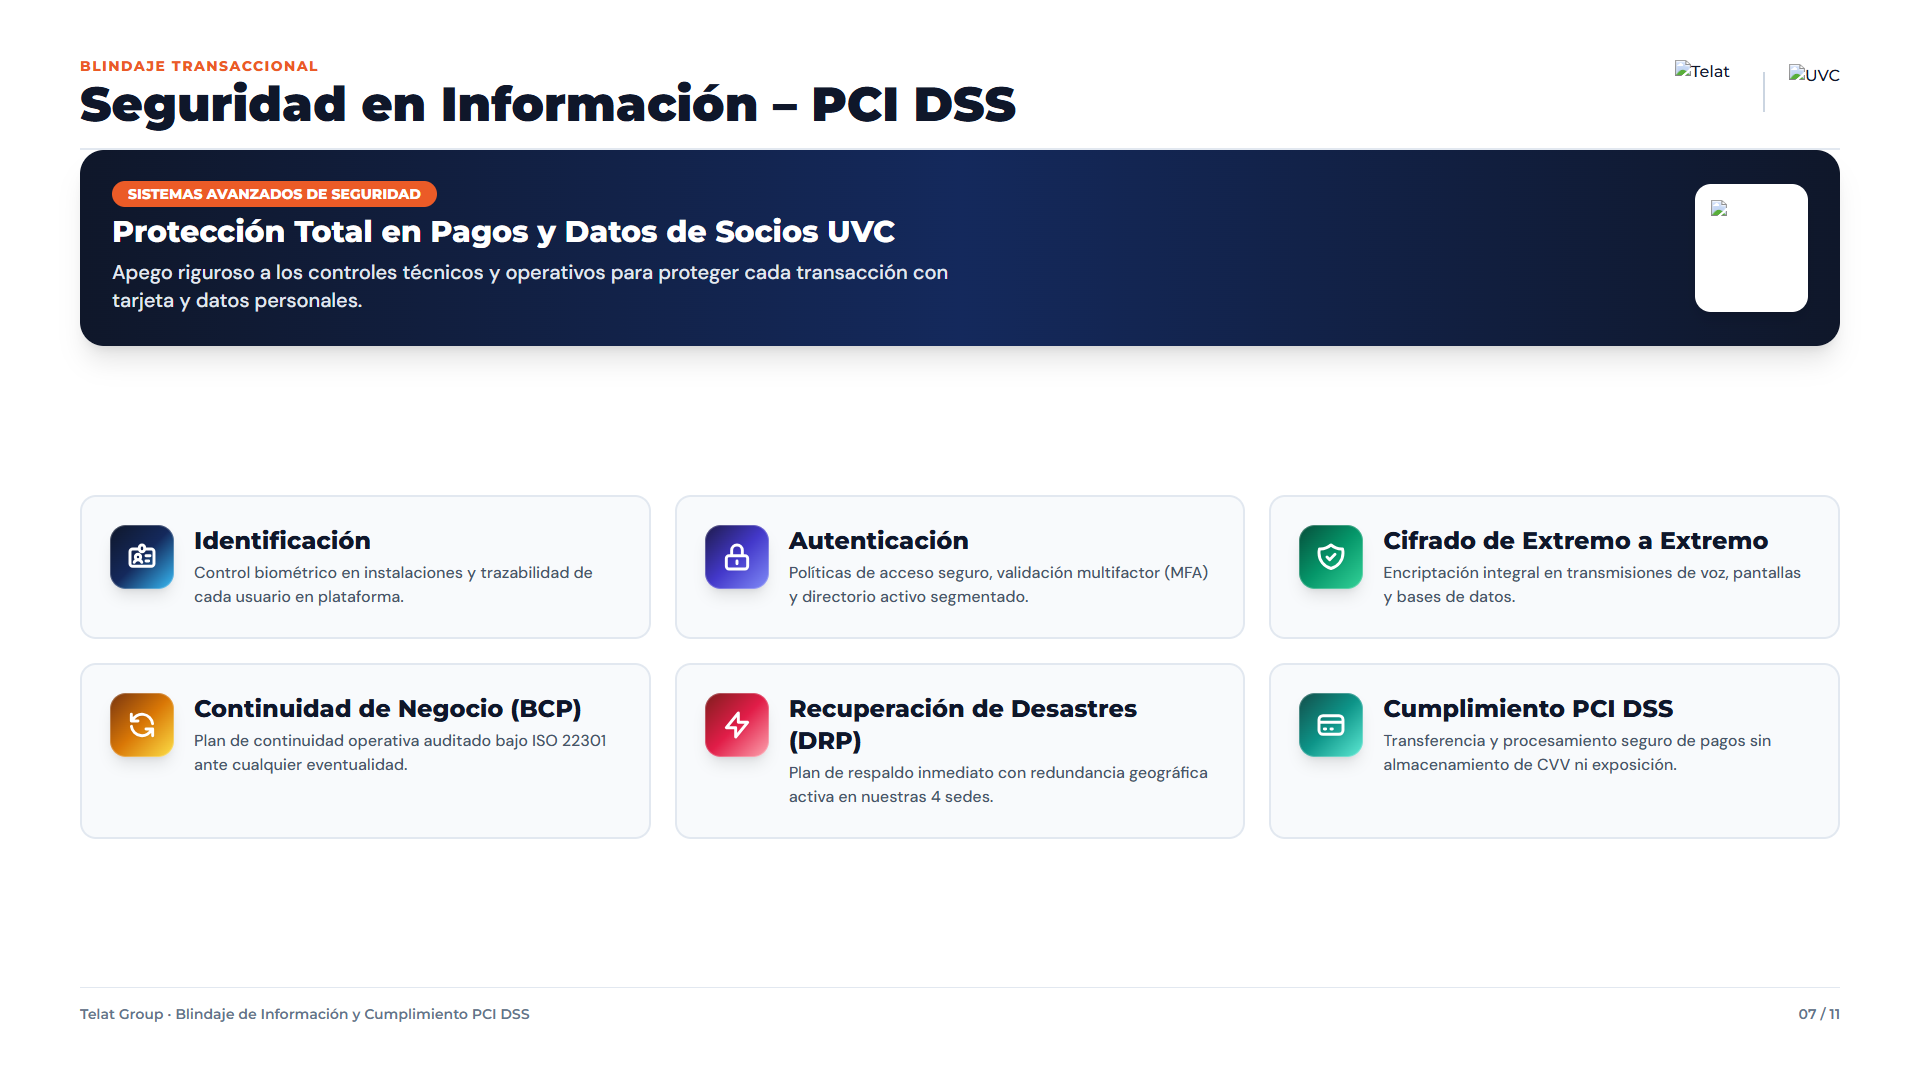 BLINDAJE TRANSACCIONAL
Seguridad en Información – PCI DSS
Telat
UVC
SISTEMAS AVANZADOS DE SEGURIDAD
Protección Total en Pagos y Datos de Socios UVC
Apego riguroso a los controles técnicos y operativos para proteger cada transacción con
tarjeta y datos personales.
Identificación
Control biométrico en instalaciones y trazabilidad de
cada usuario en plataforma.
Autenticación
Políticas de acceso seguro, validación multifactor (MFA)
y directorio activo segmentado.
Cifrado de Extremo a Extremo
Encriptación integral en transmisiones de voz, pantallas
y bases de datos.
Continuidad de Negocio (BCP)
Plan de continuidad operativa auditado bajo ISO 22301
ante cualquier eventualidad.
Recuperación de Desastres
(DRP)
Plan de respaldo inmediato con redundancia geográfica
activa en nuestras 4 sedes.
Cumplimiento PCI DSS
Transferencia y procesamiento seguro de pagos sin
almacenamiento de CVV ni exposición.
Telat Group · Blindaje de Información y Cumplimiento PCI DSS
07 / 11